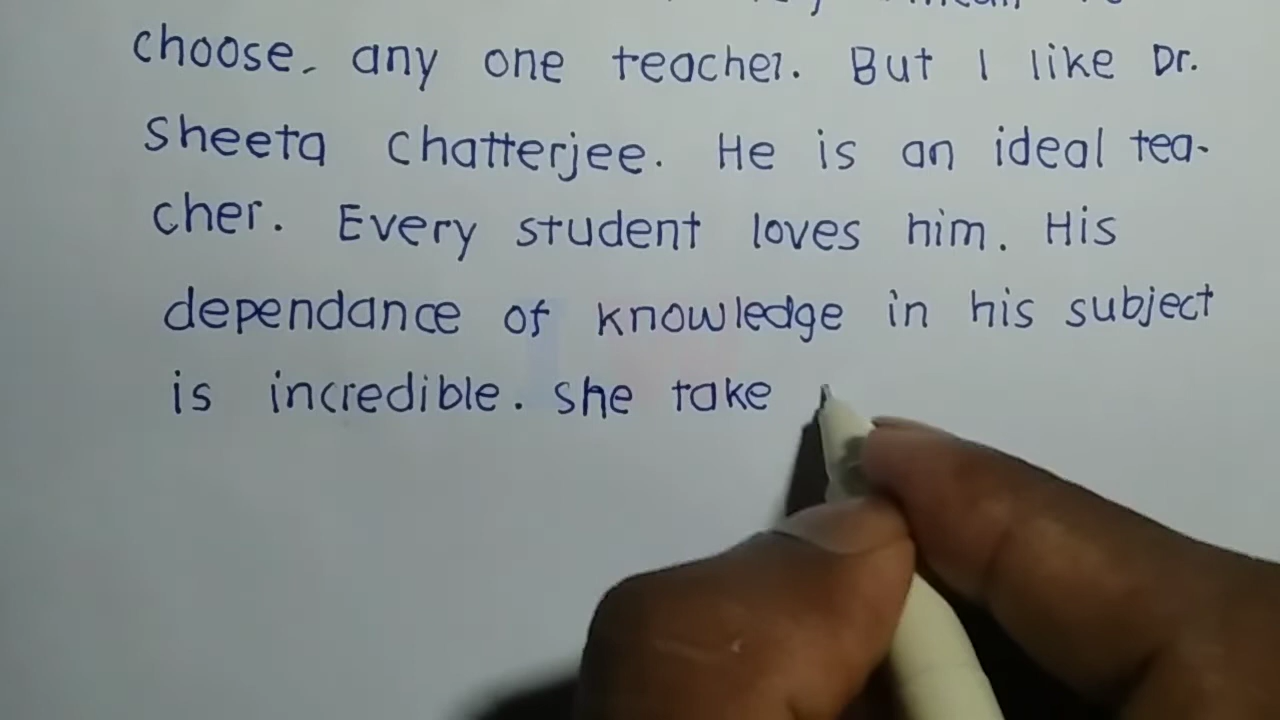 choose. any one teacher. But I like Dr.
Sheeta Chatterjee. He is an ideal tea-
cher. Every student loves him. His
dependance of knowledge in his subject
is incredible. She take